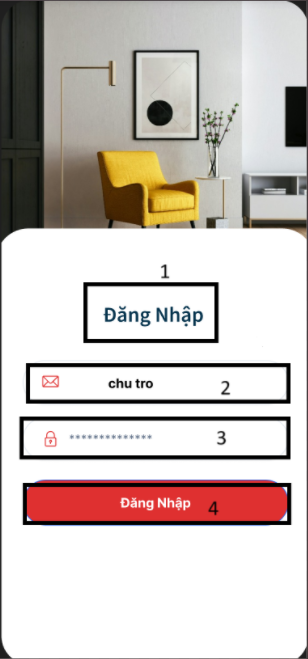 1
Đăng Nhập
chu tro 2
************** 3
Đăng Nhập 4